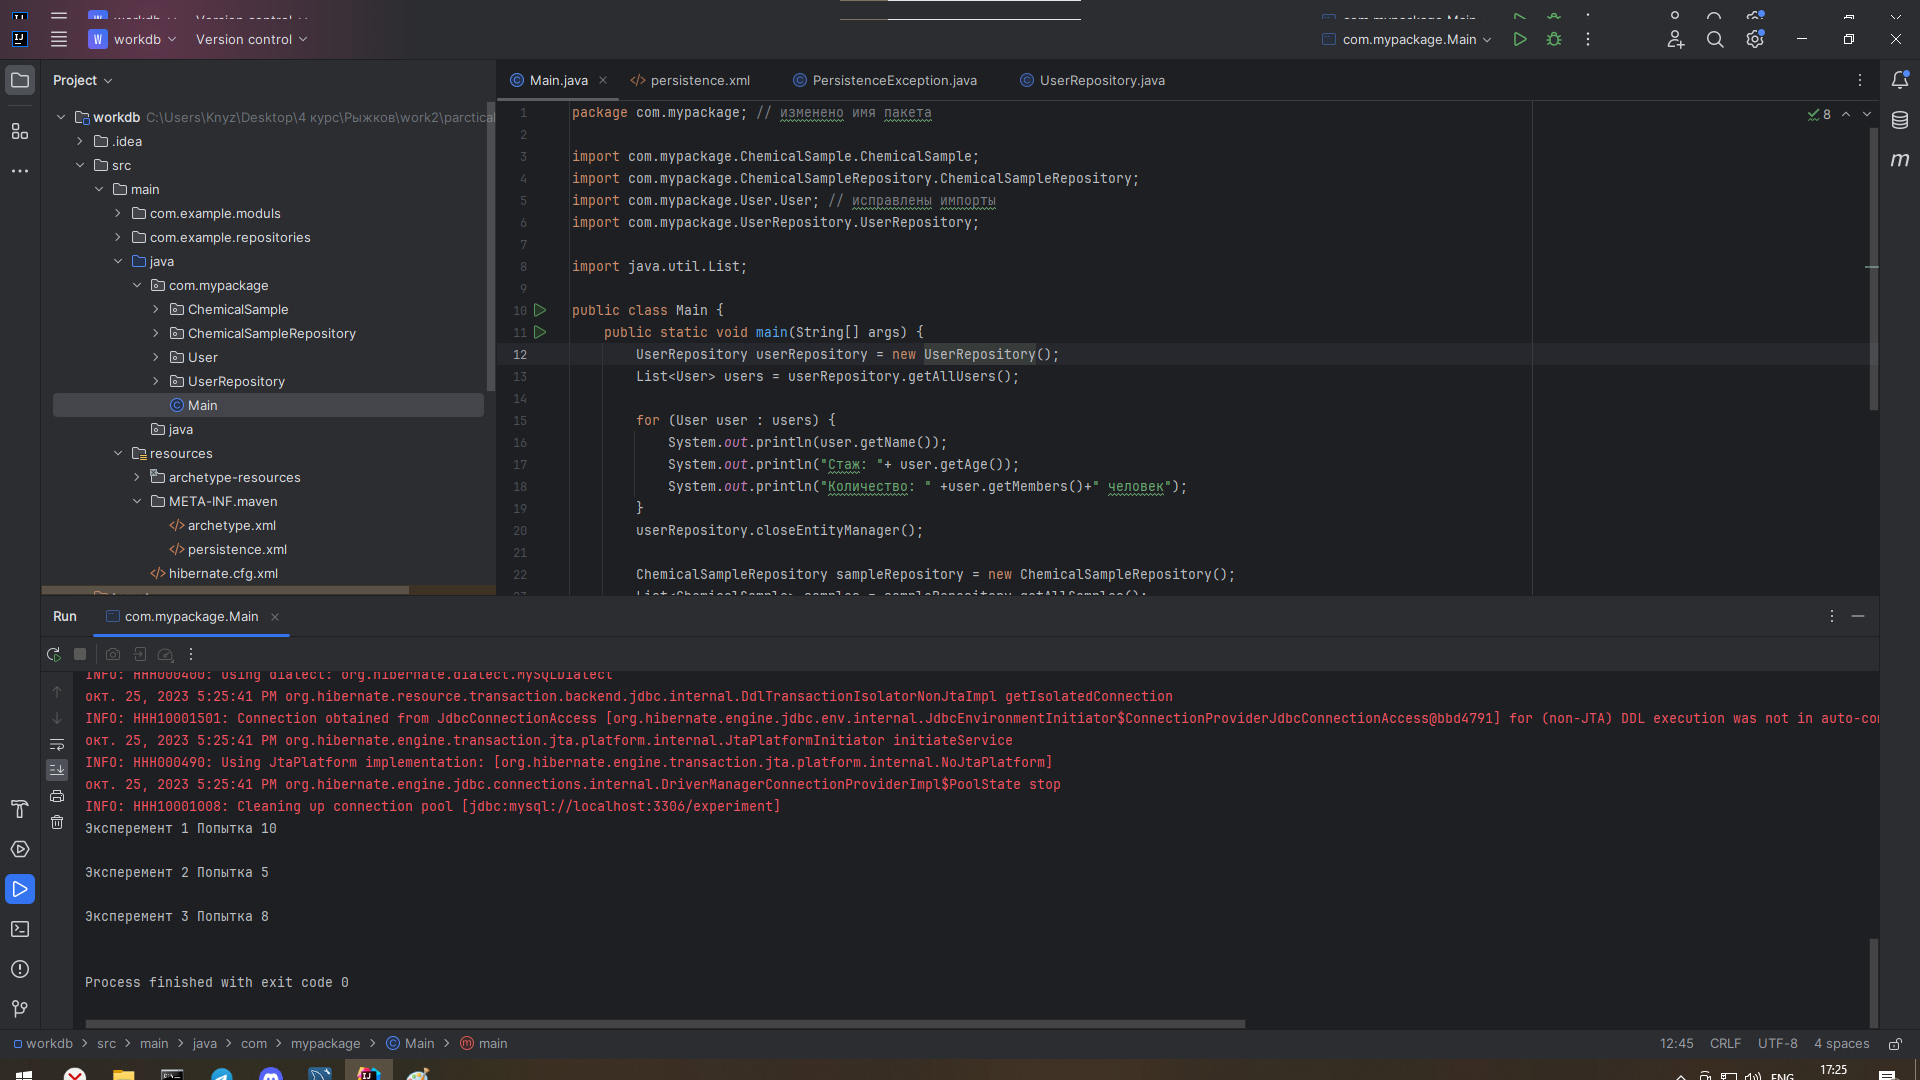 workdb Version control com.mypackage.Main
W workdb Version control com.mypackage.Main
Project
Main.java persistence.xml PersistenceException.java UserRepository.java
workdb C:\Users\Knyz\Desktop\4 курс\Рыжков\work2\parctical
.idea
src
main
com.example.moduls
com.example.repositories
java
com.mypackage
ChemicalSample
ChemicalSampleRepository
User
UserRepository
Main
java
resources
archetype-resources
META-INF.maven
archetype.xml
persistence.xml
hibernate.cfg.xml
8
1 package com.mypackage; // изменено имя пакета
2
3 import com.mypackage.ChemicalSample.ChemicalSample;
4 import com.mypackage.ChemicalSampleRepository.ChemicalSampleRepository;
5 import com.mypackage.User.User; // исправлены импорты
6 import com.mypackage.UserRepository.UserRepository;
7
8 import java.util.List;
9
10 public class Main {
11 public static void main(String[] args) {
12 UserRepository userRepository = new UserRepository();
13 List<User> users = userRepository.getAllUsers();
14
15 for (User user : users) {
16 System.out.println(user.getName());
17 System.out.println("Стаж: "+ user.getAge());
18 System.out.println("Количество: " +user.getMembers()+" человек");
19 }
20 userRepository.closeEntityManager();
21
22 ChemicalSampleRepository sampleRepository = new ChemicalSampleRepository();
List<ChemicalSample> samples = sampleRepository.getAllSamples();
Run com.mypackage.Main
INFO: HHH000400: Using dialect: org.hibernate.dialect.MySQLDialect
окт. 25, 2023 5:25:41 PM org.hibernate.resource.transaction.backend.jdbc.internal.DdlTransactionIsolatorNonJtaImpl getIsolatedConnection
INFO: HHH10001501: Connection obtained from JdbcConnectionAccess [org.hibernate.engine.jdbc.env.internal.JdbcEnvironmentInitiator$ConnectionProviderJdbcConnectionAccess@bbd4791] for (non-JTA) DDL execution was not in auto-co
окт. 25, 2023 5:25:41 PM org.hibernate.engine.transaction.jta.platform.internal.JtaPlatformInitiator initiateService
INFO: HHH000490: Using JtaPlatform implementation: [org.hibernate.engine.transaction.jta.platform.internal.NoJtaPlatform]
окт. 25, 2023 5:25:41 PM org.hibernate.engine.jdbc.connections.internal.DriverManagerConnectionProviderImpl$PoolState stop
INFO: HHH10001008: Cleaning up connection pool [jdbc:mysql://localhost:3306/experiment]
Эксперемент 1 Попытка 10
Эксперемент 2 Попытка 5
Эксперемент 3 Попытка 8
Process finished with exit code 0
workdb > src > main > java > com > mypackage > Main > main 12:45 CRLF UTF-8 4 spaces
ENG 17:25